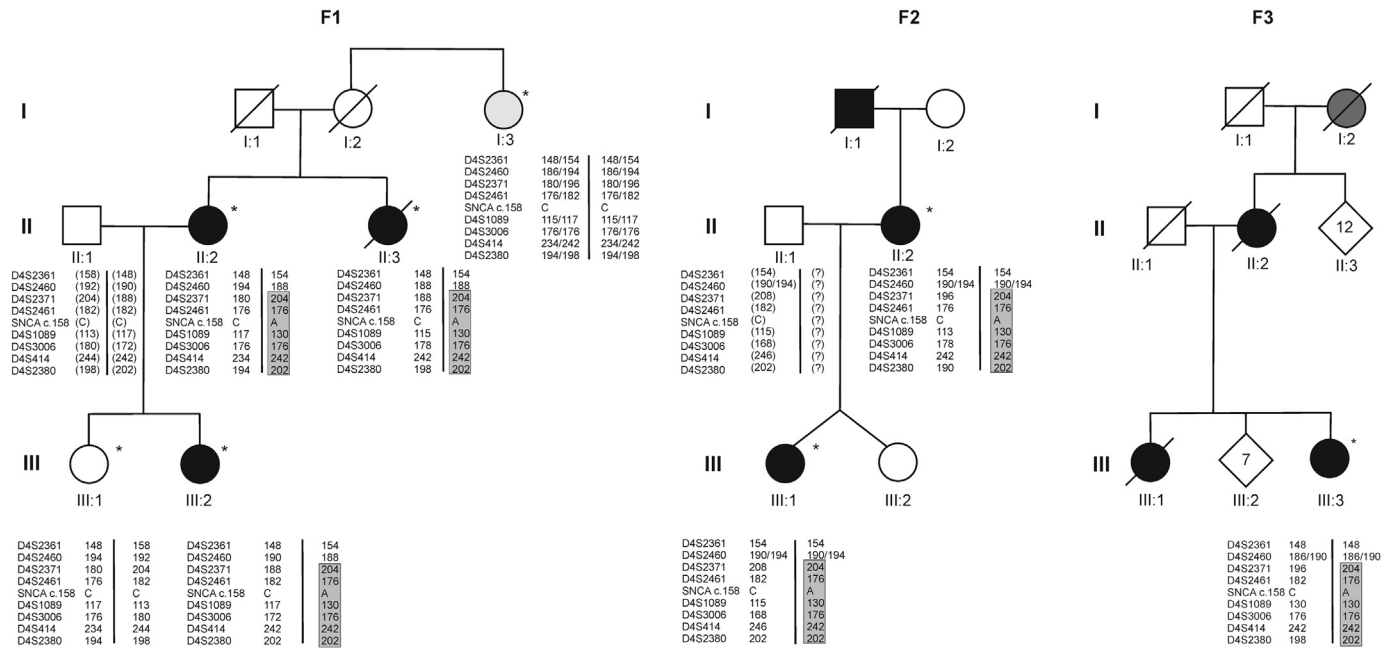 F1
F2
F3
I
I:1
I:2
I:3
*
I:1
I:2
I
I:1
I:2
D4S2361 148/154 148/154
D4S2460 186/194 186/194
D4S2371 180/196 180/196
D4S2461 176/182 176/182
SNCA c.158 C C
D4S1089 115/117 115/117
D4S3006 176/176 176/176
D4S414 234/242 234/242
D4S2380 194/198 194/198
II
II:1
II:2
*
II:3
*
II
II:1
II:2
*
II
II:1
II:2
12
II:3
D4S2361 (158) (148)
D4S2460 (192) (190)
D4S2371 (204) (188)
D4S2461 (182) (182)
SNCA c.158 (C) (C)
D4S1089 (113) (117)
D4S3006 (180) (172)
D4S414 (244) (242)
D4S2380 (198) (202)
D4S2361 148 154
D4S2460 194 188
D4S2371 180 204
D4S2461 176 176
SNCA c.158 C A
D4S1089 117 130
D4S3006 176 176
D4S414 234 242
D4S2380 194 202
D4S2361 148 154
D4S2460 188 188
D4S2371 188 204
D4S2461 176 176
SNCA c.158 C A
D4S1089 115 130
D4S3006 178 176
D4S414 242 242
D4S2380 198 202
D4S2361 (154) (?)
D4S2460 (190/194) (?)
D4S2371 (208) (?)
D4S2461 (182) (?)
SNCA c.158 (C) (?)
D4S1089 (115) (?)
D4S3006 (168) (?)
D4S414 (246) (?)
D4S2380 (202) (?)
D4S2361 154 154
D4S2460 190/194 190/194
D4S2371 196 204
D4S2461 176 176
SNCA c.158 C A
D4S1089 113 130
D4S3006 178 176
D4S414 242 242
D4S2380 190 202
III
III:1
*
III:2
*
III
III:1
*
III:2
III
III:1
7
III:2
III:3
*
D4S2361 148 158
D4S2460 194 192
D4S2371 180 204
D4S2461 176 182
SNCA c.158 C C
D4S1089 117 113
D4S3006 176 180
D4S414 234 244
D4S2380 194 198
D4S2361 148 154
D4S2460 190 188
D4S2371 188 204
D4S2461 182 176
SNCA c.158 C A
D4S1089 117 130
D4S3006 172 176
D4S414 242 242
D4S2380 202 202
D4S2361 154 154
D4S2460 190/194 190/194
D4S2371 208 204
D4S2461 182 176
SNCA c.158 C A
D4S1089 115 130
D4S3006 168 176
D4S414 246 242
D4S2380 202 202
D4S2361 148 148
D4S2460 186/190 186/190
D4S2371 196 204
D4S2461 182 176
SNCA c.158 C A
D4S1089 130 130
D4S3006 176 176
D4S414 242 242
D4S2380 198 202